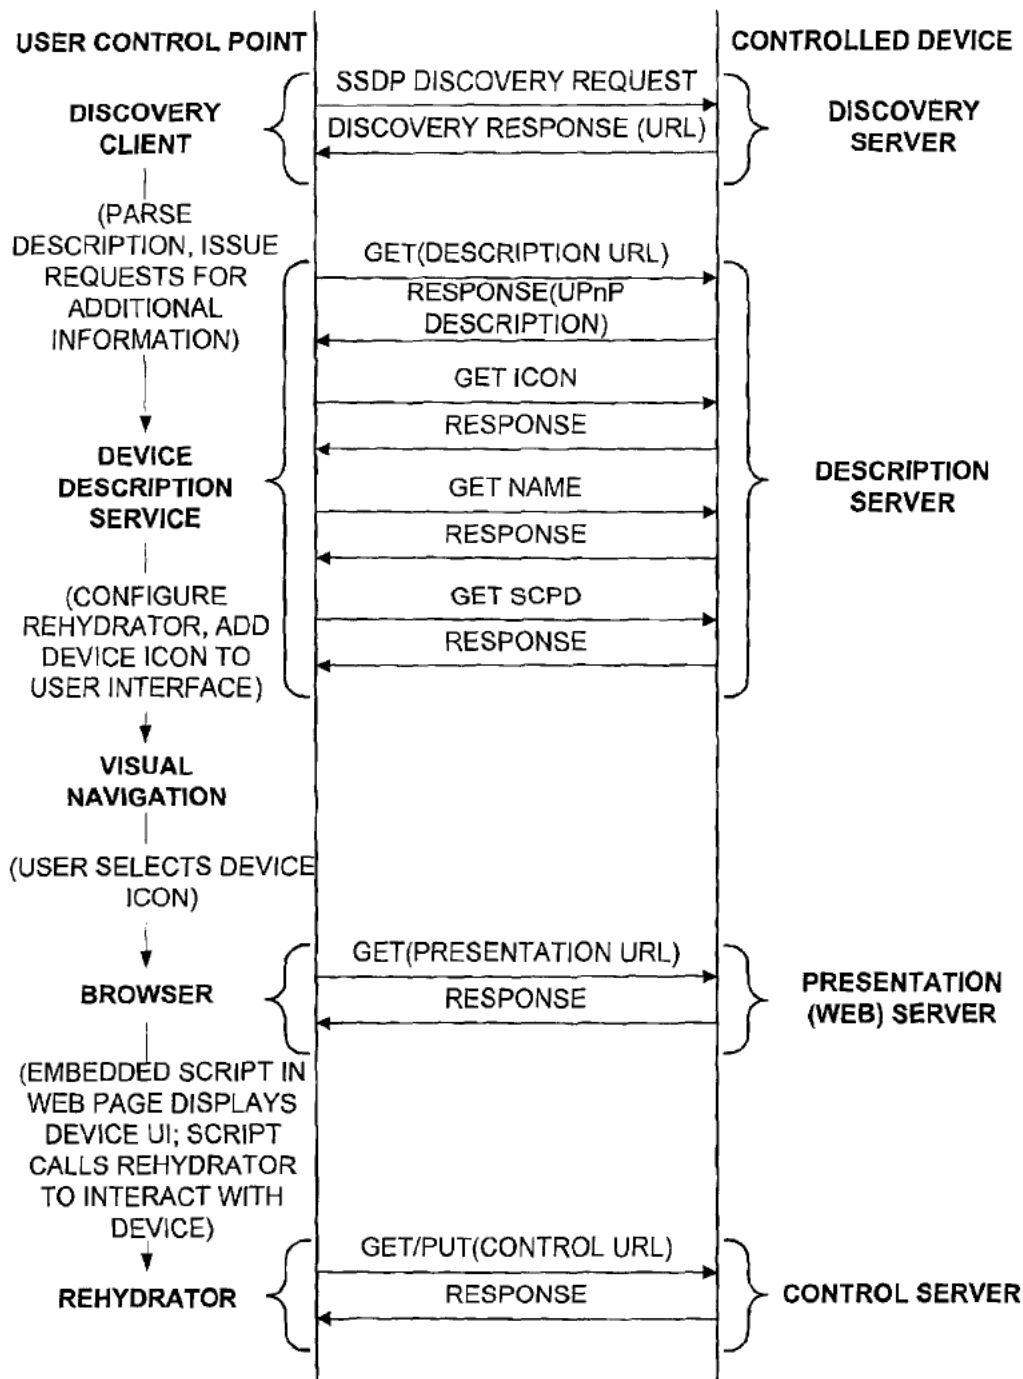 USER CONTROL POINT
CONTROLLED DEVICE
SSDP DISCOVERY REQUEST
DISCOVERY
CLIENT
DISCOVERY RESPONSE (URL)
DISCOVERY
SERVER
(PARSE
DESCRIPTION, ISSUE
REQUESTS FOR
ADDITIONAL
INFORMATION)
GET(DESCRIPTION URL)
RESPONSE(UPnP
DESCRIPTION)
GET ICON
RESPONSE
DEVICE
DESCRIPTION
SERVICE
GET NAME
RESPONSE
DESCRIPTION
SERVER
(CONFIGURE
REHYDRATOR, ADD
DEVICE ICON TO
USER INTERFACE)
GET SCPD
RESPONSE
VISUAL
NAVIGATION
(USER SELECTS DEVICE
ICON)
BROWSER
GET(PRESENTATION URL)
RESPONSE
PRESENTATION
(WEB) SERVER
(EMBEDDED SCRIPT IN
WEB PAGE DISPLAYS
DEVICE UI; SCRIPT
CALLS REHYDRATOR
TO INTERACT WITH
DEVICE)
REHYDRATOR
GET/PUT(CONTROL URL)
RESPONSE
CONTROL SERVER